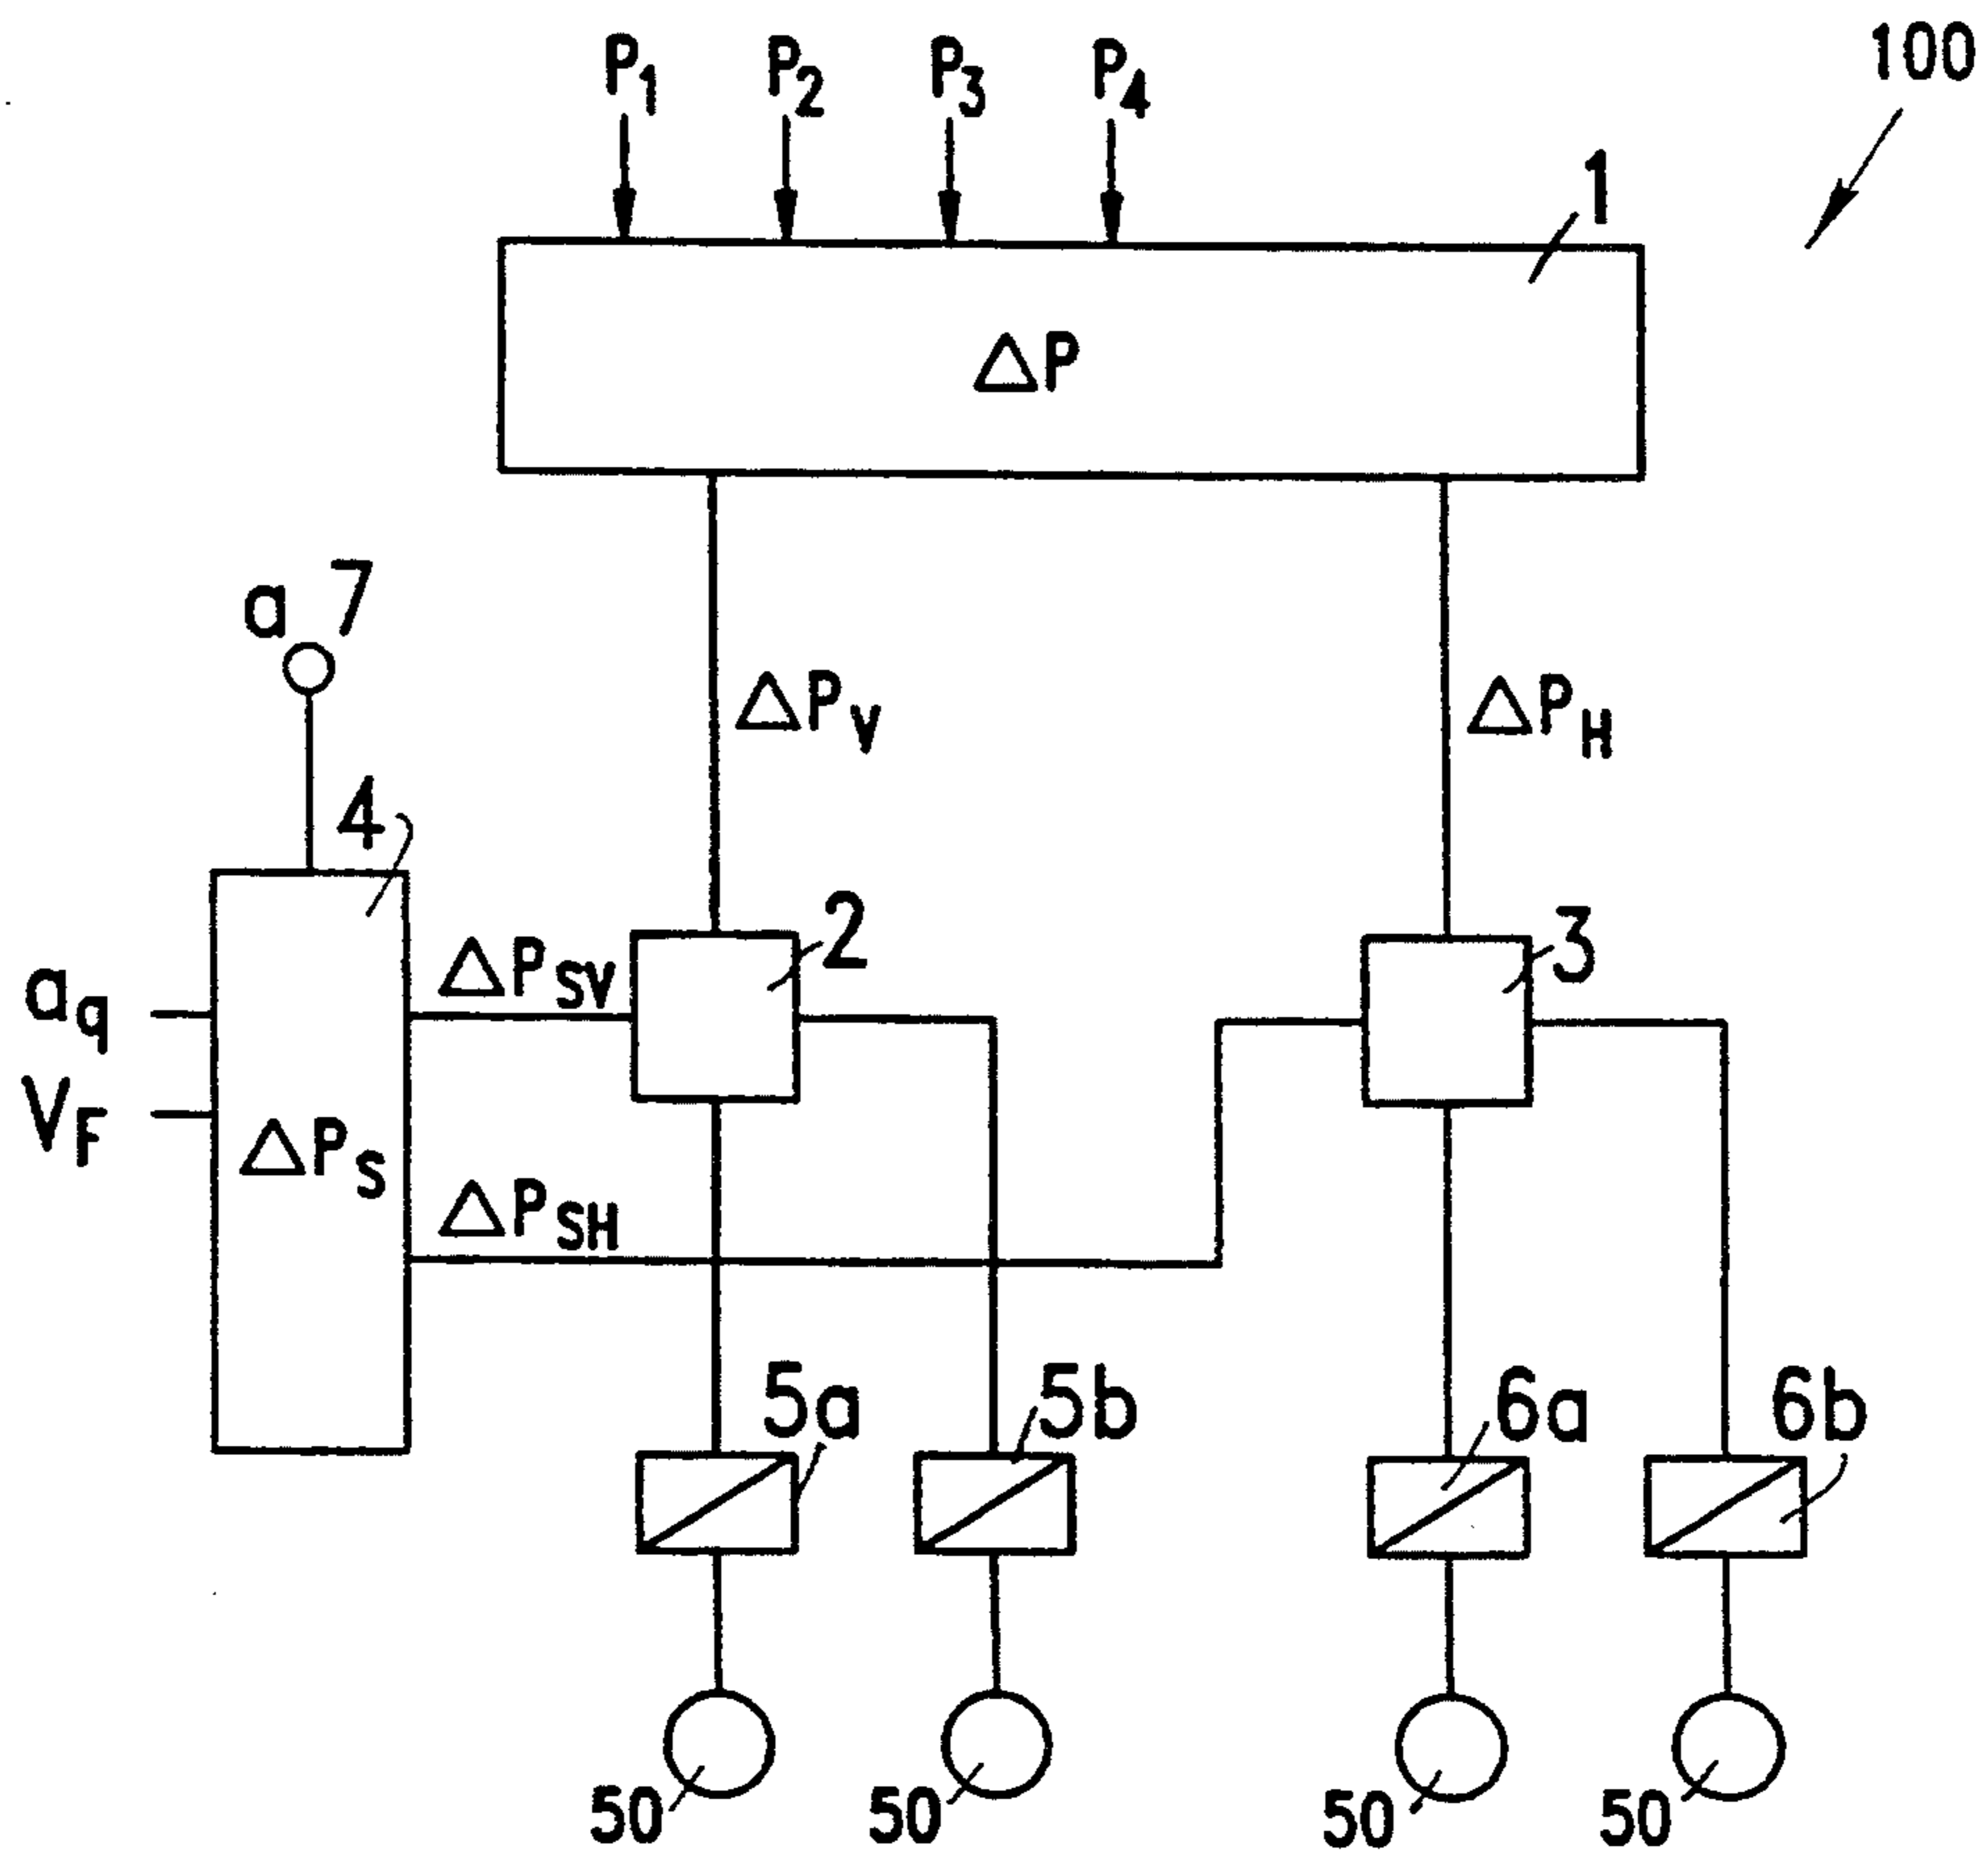 P1 P2 P3 P4 100
1
ΔP
a 7
ΔPV ΔPH
4
2 3
ΔPSV
aq
VF
ΔPS
ΔPSH
5a 5b 6a 6b
50 50 50 50